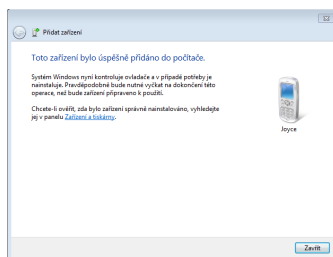 Přidat zařízení
Toto zařízení bylo úspěšně přidáno do počítače.
Systém Windows nyní kontroluje ovladače a v případě potřeby je
nainstaluje. Pravděpodobně bude nutné vyčkat na dokončení této
operace, než bude zařízení připraveno k použití.
Chcete-li ověřit, zda bylo zařízení správně nainstalováno, vyhledejte
jej v panelu Zařízení a tiskárny.
Joyce
Zavřít